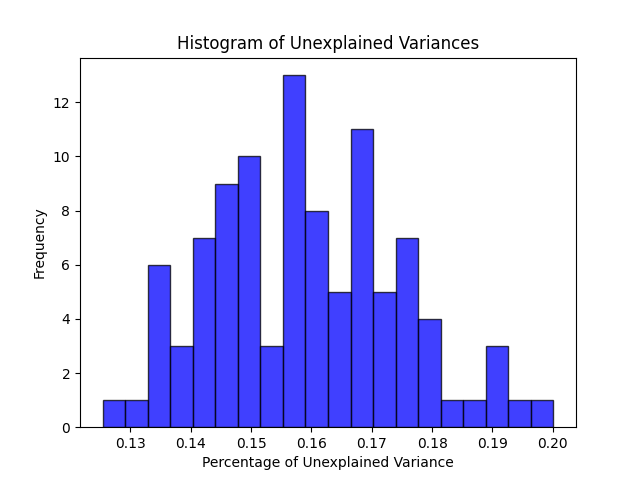 Histogram of Unexplained Variances
12
10
8
6
4
2
0
Frequency
0.13 0.14 0.15 0.16 0.17 0.18 0.19 0.20
Percentage of Unexplained Variance